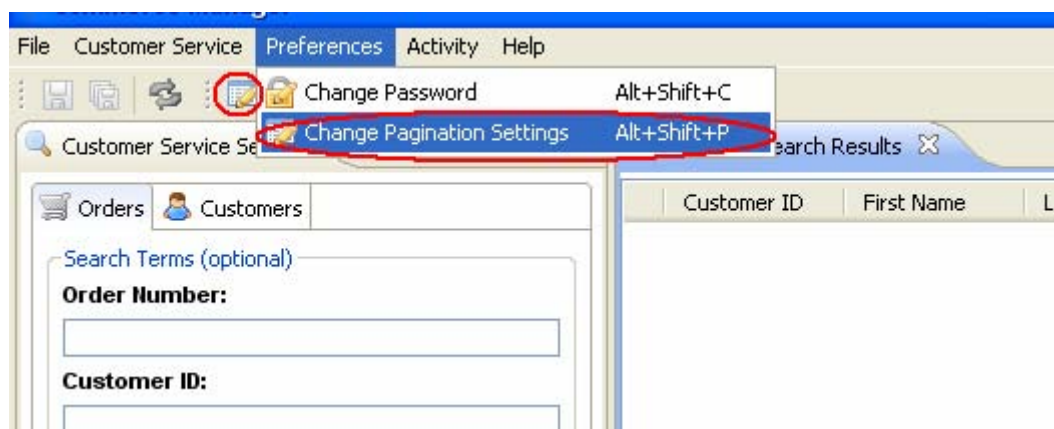 File Customer Service Preferences Activity Help
Change Password Alt+Shift+C
Change Pagination Settings Alt+Shift+P
Customer Service Se
earch Results
Orders Customers
Customer ID First Name L
Search Terms (optional)
Order Number:
Customer ID: